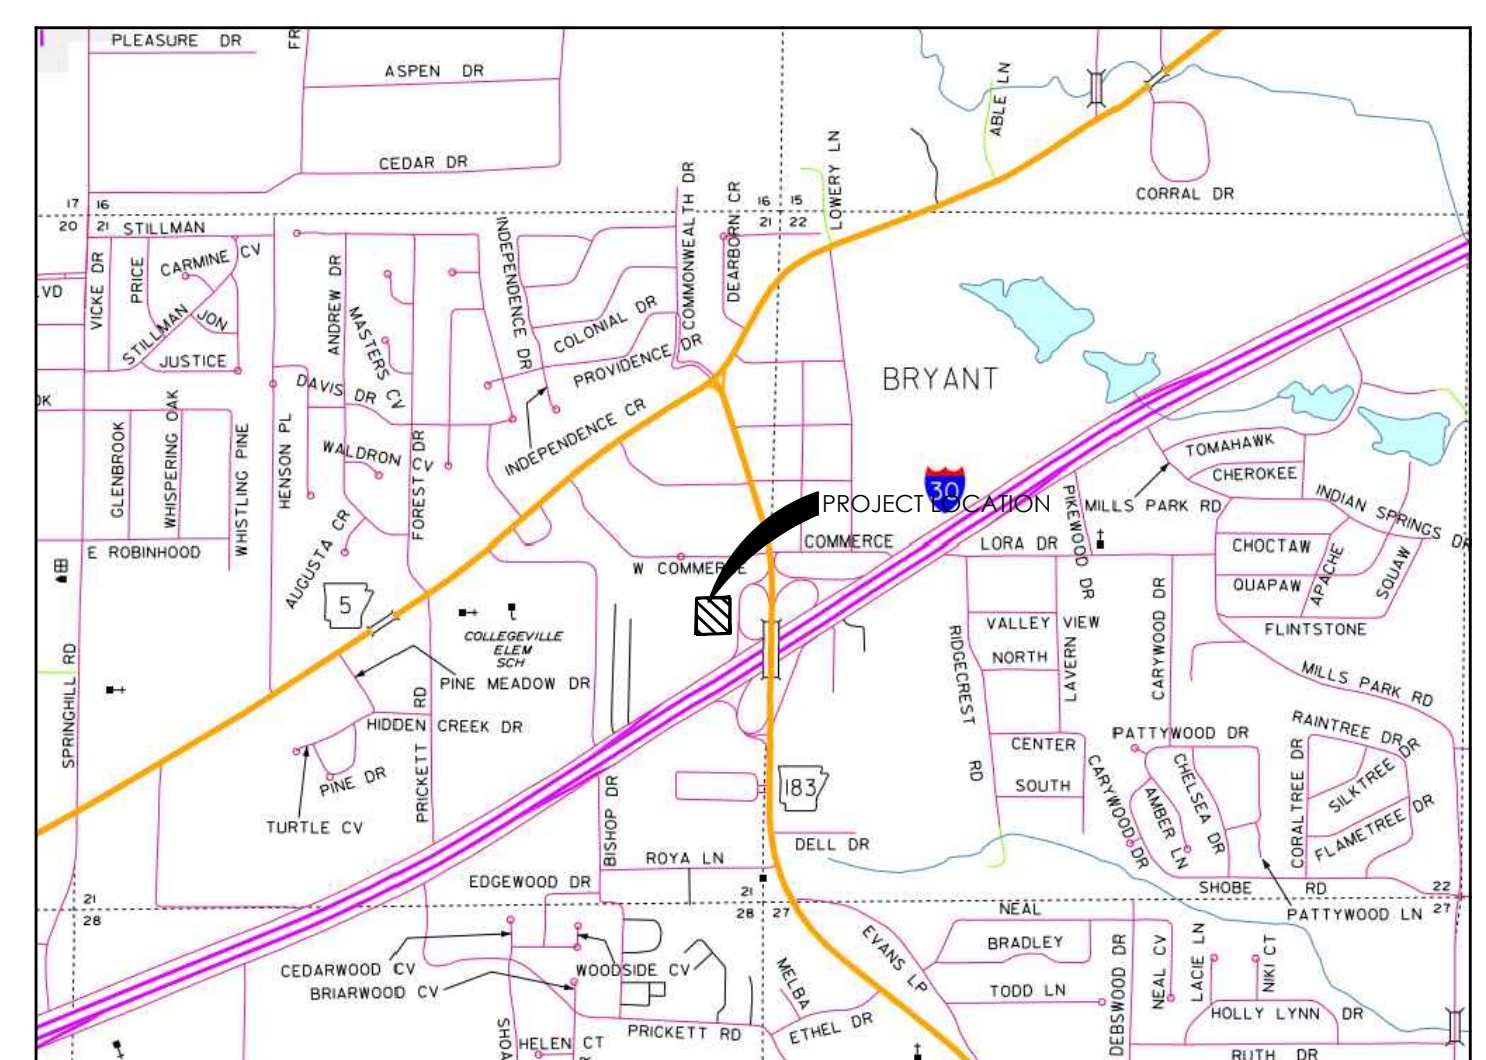 PLEASURE DR
FR
ASPEN DR
CEDAR DR
ABLE LN
LOWERY LN
CORRAL DR
COMMONWEALTH DR
DEARBORN CR
17 16
20 21
16 15
21 22
STILLMAN
CARMINE CV
VICKE DR
PRICE
LVD
STILLMAN
JON
JUSTICE
ANDREW DR
MASTERS CV
INDEPENDENCE DR
COLONIAL DR
PROVIDENCE DR
BRYANT
DAVIS DR
INDEPENDENCE CR
OK
GLENBROOK
WHISPERING OAK
WHISTLING PINE
HENSON PL
WALDRON CV
FOREST DR
AUGUSTA CR
E ROBINHOOD
TOMAHAWK
CHEROKEE
MILLS PARK RD
INDIAN SPRINGS DR
PIKEWOOD DR
30
PROJECT LOCATION
COMMERCE
W COMMERCE
LORA DR
CHOCTAW
QUAPAW
APACHE
SQUAW
FLINTSTONE
5
COLLEGEVILLE
ELEM
SCH
PINE MEADOW DR
HIDDEN CREEK DR
PRICKETT RD
SPRINGHILL RD
PINE DR
TURTLE CV
VALLEY VIEW
NORTH
LAVERN
CARYWOOD DR
RIDGECREST RD
MILLS PARK RD
CENTER
SOUTH
PATTYWOOD DR
RAINTREE DR
SILKTREE DR
FLAMETREE DR
CORALTREE DR
CHELSEA DR
AMBER LN
CARYWOOD DR
183
BISHOP DR
ROYA LN
DELL DR
EDGEWOOD DR
SHOBE RD
PATTYWOOD LN
21
28
21
28 27
22
27
NEAL
BRADLEY
TODD LN
EVANS LP
MELBA
ETHEL DR
DEBSWOOD DR
NEAL CV
LACIE LN
NIKI CT
HOLLY LYNN DR
RUTH DR
CEDARWOOD CV
WOODSIDE CV
BRIARWOOD CV
PRICKETT RD
HELEN CT
SHOA